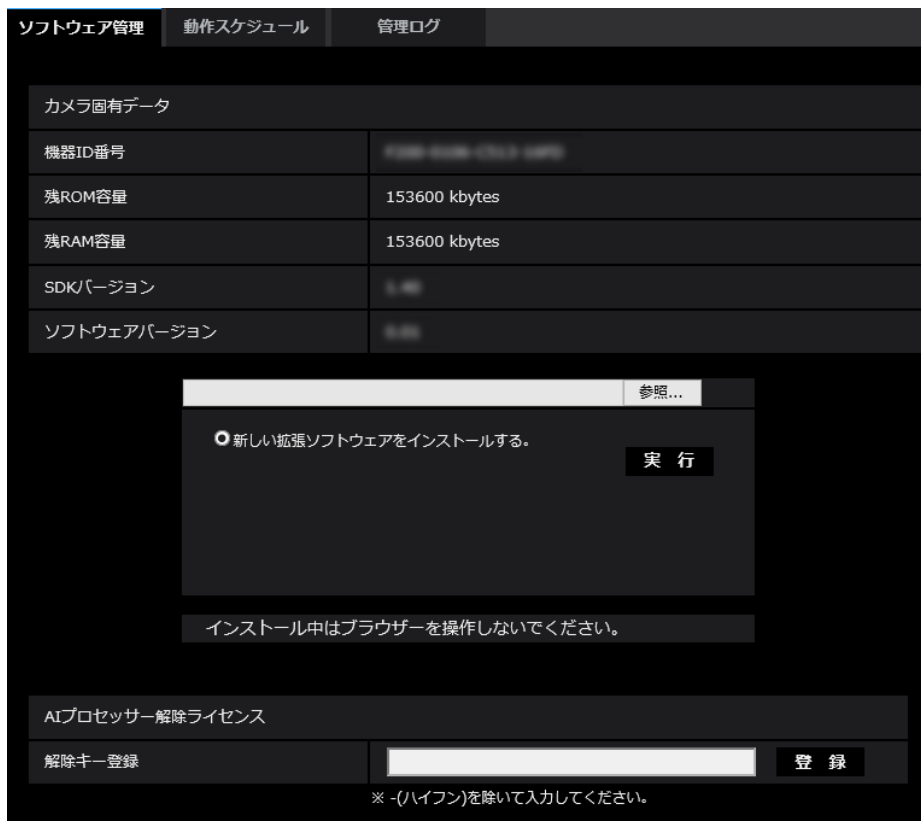 ソフトウェア管理 動作スケジュール 管理ログ
カメラ固有データ
機器ID番号
残ROM容量 153600 kbytes
残RAM容量 153600 kbytes
SDKバージョン
ソフトウェアバージョン
参照...
新しい拡張ソフトウェアをインストールする。
実 行
インストール中はブラウザーを操作しないでください。
AIプロセッサー解除ライセンス
解除キー登録 登 録
※ -(ハイフン)を除いて入力してください。